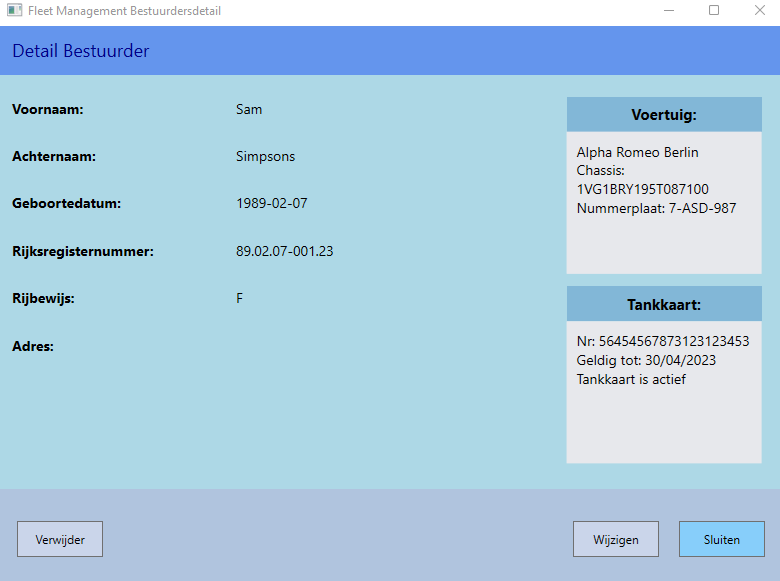 Fleet Management Bestuurdersdetail
Detail Bestuurder
Voornaam: Sam
Achternaam: Simpsons
Geboortedatum: 1989-02-07
Rijksregisternummer: 89.02.07-001.23
Rijbewijs: F
Adres:
Voertuig:
Alpha Romeo Berlin
Chassis:
1VG1BRY195T087100
Nummerplaat: 7-ASD-987
Tankkaart:
Nr: 56454567873123123453
Geldig tot: 30/04/2023
Tankkaart is actief
Verwijder
Wijzigen
Sluiten